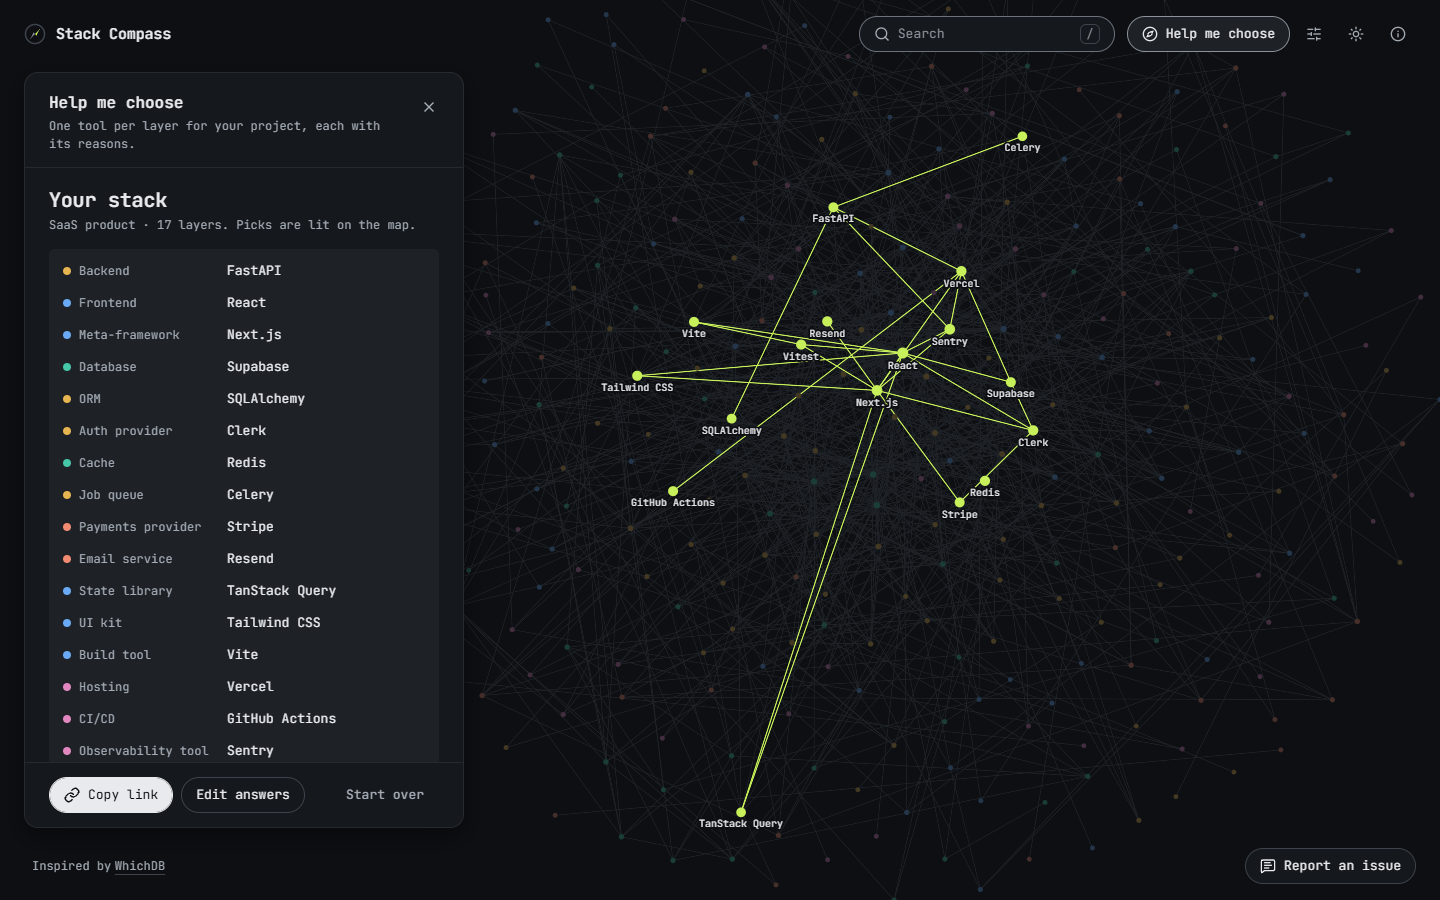 Stack Compass
Search /
Help me choose
Help me choose
One tool per layer for your project, each with
its reasons.
Your stack
SaaS product · 17 layers. Picks are lit on the map.
Backend FastAPI
Frontend React
Meta-framework Next.js
Database Supabase
ORM SQLAlchemy
Auth provider Clerk
Cache Redis
Job queue Celery
Payments provider Stripe
Email service Resend
State library TanStack Query
UI kit Tailwind CSS
Build tool Vite
Hosting Vercel
CI/CD GitHub Actions
Observability tool Sentry
Copy link
Edit answers
Start over
Celery
FastAPI
Vercel
Vite
Resend
Sentry
Vitest
React
Tailwind CSS
Supabase
Next.js
SQLAlchemy
Clerk
Redis
GitHub Actions
Stripe
TanStack Query
Inspired by WhichDB
Report an issue